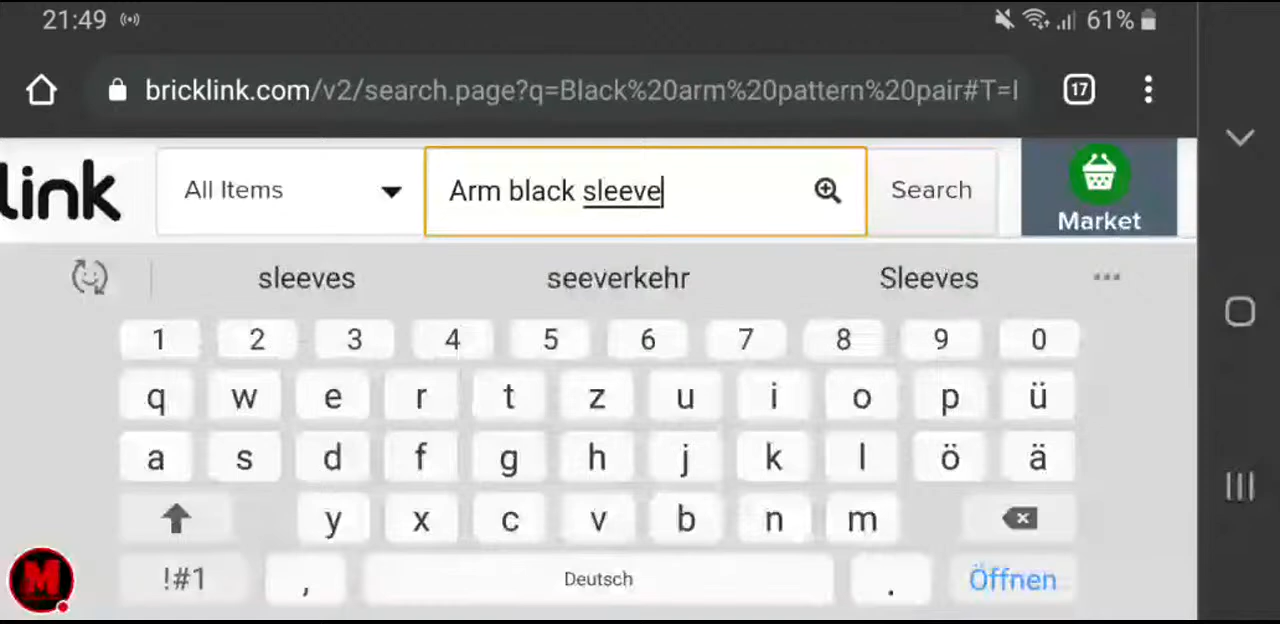 21:49 61%
bricklink.com/v2/search.page?q=Black%20arm%20pattern%20pair#T=I 17
link All Items Arm black sleeve Search Market
sleeves seeverkehr Sleeves ...
1 2 3 4 5 6 7 8 9 0
q w e r t z u i o p ü
a s d f g h j k l ö ä
y x c v b n m
M !#1 , Deutsch . Öffnen